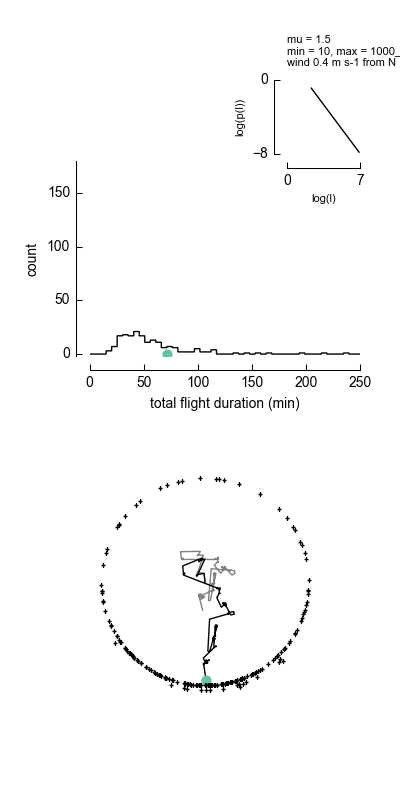 mu = 1.5
min = 10, max = 1000_
wind 0.4 m s-1 from N
0
log(p(l))
−8
0
7
log(l)
150
count
100
50
0
0
50
100
150
200
250
total flight duration (min)